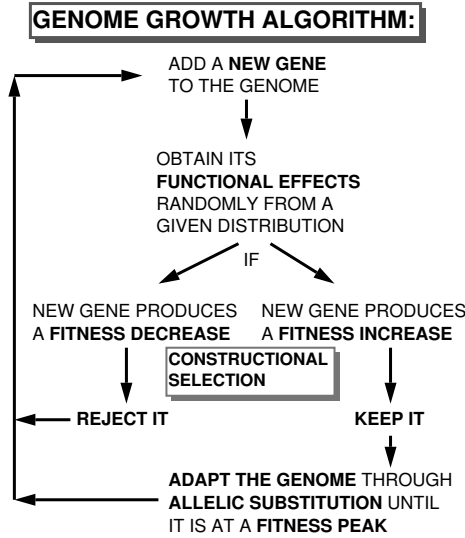 GENOME GROWTH ALGORITHM:
ADD A NEW GENE
TO THE GENOME
OBTAIN ITS
FUNCTIONAL EFFECTS
RANDOMLY FROM A
GIVEN DISTRIBUTION
IF
NEW GENE PRODUCES
A FITNESS DECREASE
NEW GENE PRODUCES
A FITNESS INCREASE
CONSTRUCTIONAL
SELECTION
REJECT IT
KEEP IT
ADAPT THE GENOME THROUGH
ALLELIC SUBSTITUTION UNTIL
IT IS AT A FITNESS PEAK